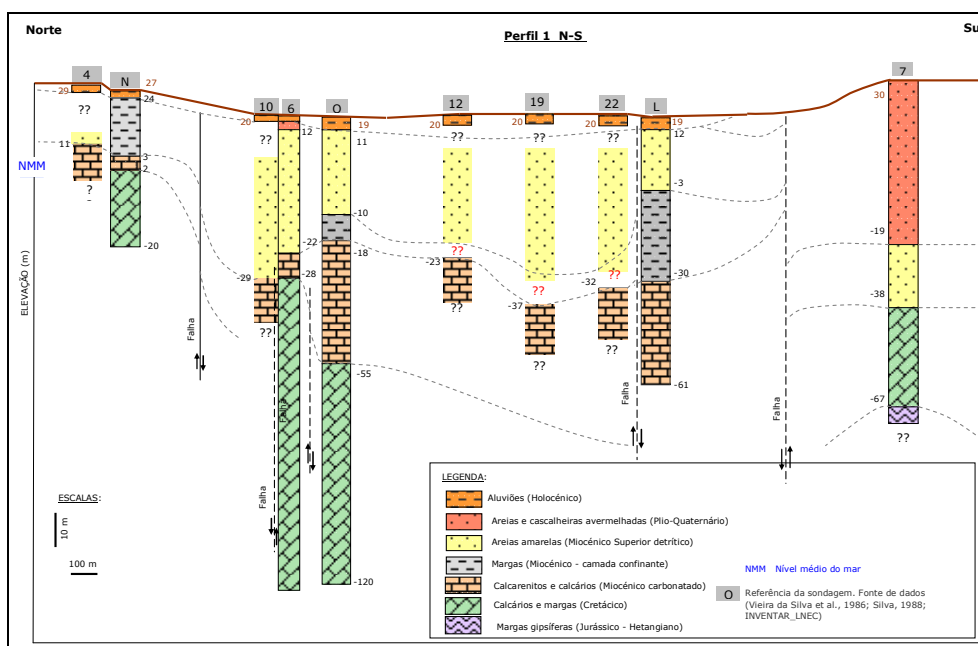 Norte
Perfil 1 N-S
Su
4
N
10
6
O
12
19
22
L
7
29
27
24
20
12
19
11
20
20
20
19
12
30
??
??
??
??
??
11
3
2
NMM
?
-20
-10
-18
-22
-28
-29
??
??
-23
??
??
-37
??
??
-32
??
-3
-30
-61
-19
-38
-67
??
-55
-120
ELEVAÇÃO (m)
Falha
Falha
Falha
Falha
Falha
ESCALAS:
10 m
100 m
LEGENDA:
Aluviões (Holocénico)
Areias e cascalheiras avermelhadas (Plio-Quaternário)
Areias amarelas (Miocénico Superior detrítico)
Margas (Miocénico - camada confinante)
Calcarenitos e calcários (Miocénico carbonatado)
Calcários e margas (Cretácico)
Margas gipsíferas (Jurássico - Hetangiano)
NMM Nível médio do mar
O Referência da sondagem. Fonte de dados
(Vieira da Silva et al., 1986; Silva, 1988;
INVENTAR_LNEC)